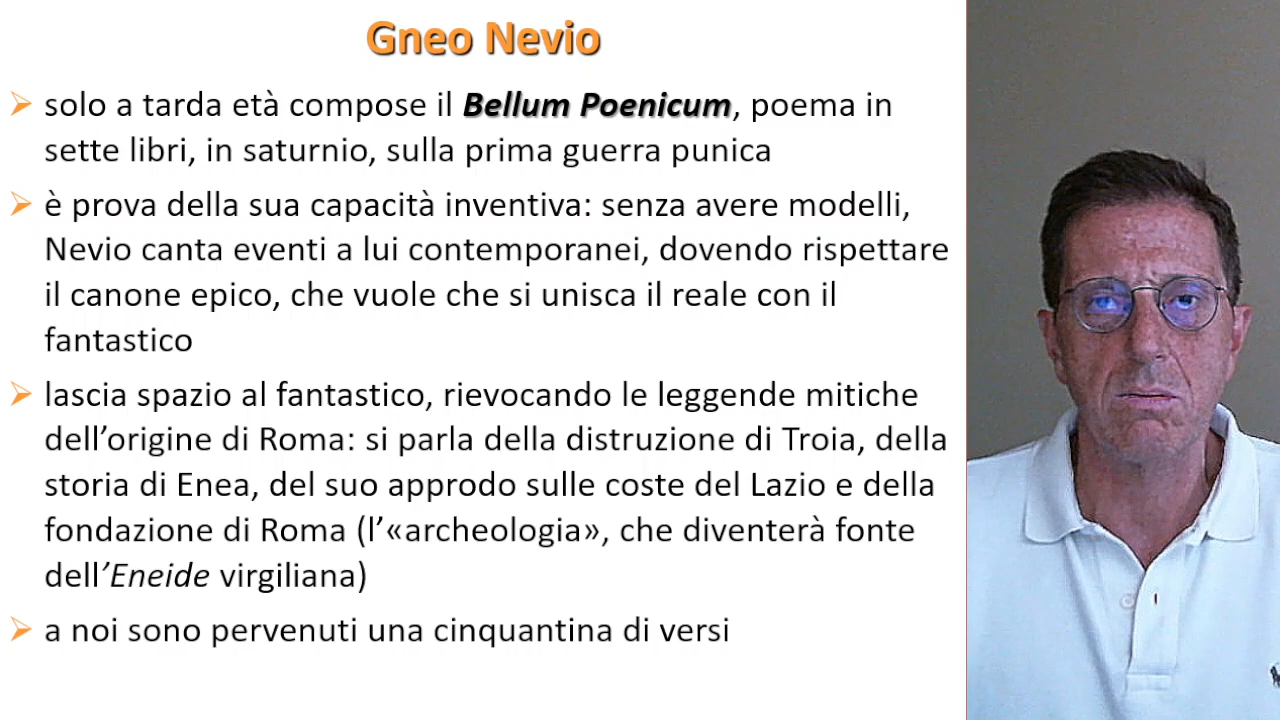 Gneo Nevio
➢ solo a tarda età compose il Bellum Poenicum, poema in
sette libri, in saturnio, sulla prima guerra punica
➢ è prova della sua capacità inventiva: senza avere modelli,
Nevio canta eventi a lui contemporanei, dovendo rispettare
il canone epico, che vuole che si unisca il reale con il
fantastico
➢ lascia spazio al fantastico, rievocando le leggende mitiche
dell’origine di Roma: si parla della distruzione di Troia, della
storia di Enea, del suo approdo sulle coste del Lazio e della
fondazione di Roma (l’«archeologia», che diventerà fonte
dell’Eneide virgiliana)
➢ a noi sono pervenuti una cinquantina di versi